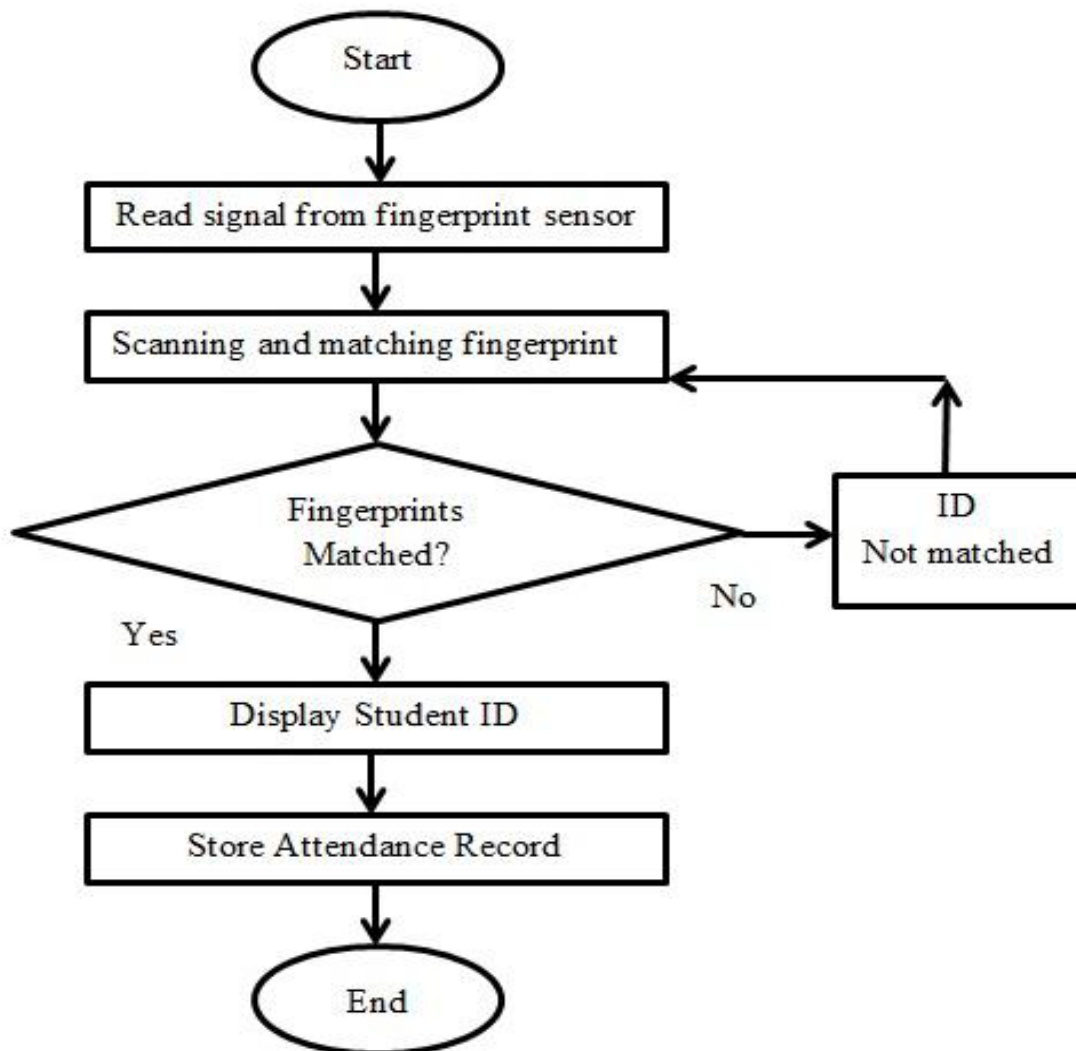 Start
Read signal from fingerprint sensor
Scanning and matching fingerprint
Fingerprints
Matched?
ID
Not matched
No
Yes
Display Student ID
Store Attendance Record
End